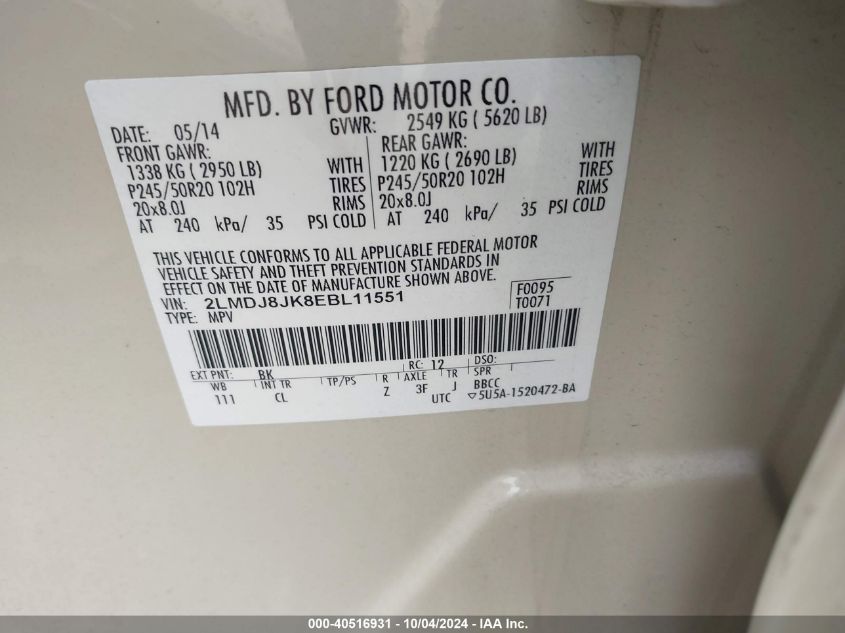 MFD. BY FORD MOTOR CO.
DATE: 05/14 GVWR: 2549 KG ( 5620 LB)
FRONT GAWR: REAR GAWR:
1338 KG ( 2950 LB) WITH 1220 KG ( 2690 LB) WITH
P245/50R20 102H TIRES P245/50R20 102H TIRES
20x8.0J RIMS 20x8.0J RIMS
AT 240 kPa/ 35 PSI COLD AT 240 kPa/ 35 PSI COLD
THIS VEHICLE CONFORMS TO ALL APPLICABLE FEDERAL MOTOR
VEHICLE SAFETY AND THEFT PREVENTION STANDARDS IN
EFFECT ON THE DATE OF MANUFACTURE SHOWN ABOVE.
VIN: 2LMDJ8JK8EBL11551 F0095
TYPE: MPV T0071
EXT PNT: BK RC: 12 DSO:
WB INT TR TP/PS R AXLE TR SPR
111 CL Z 3F J BBCC
UTC ▽5U5A-1520472-BA
000-40516931 - 10/04/2024 - IAA Inc.